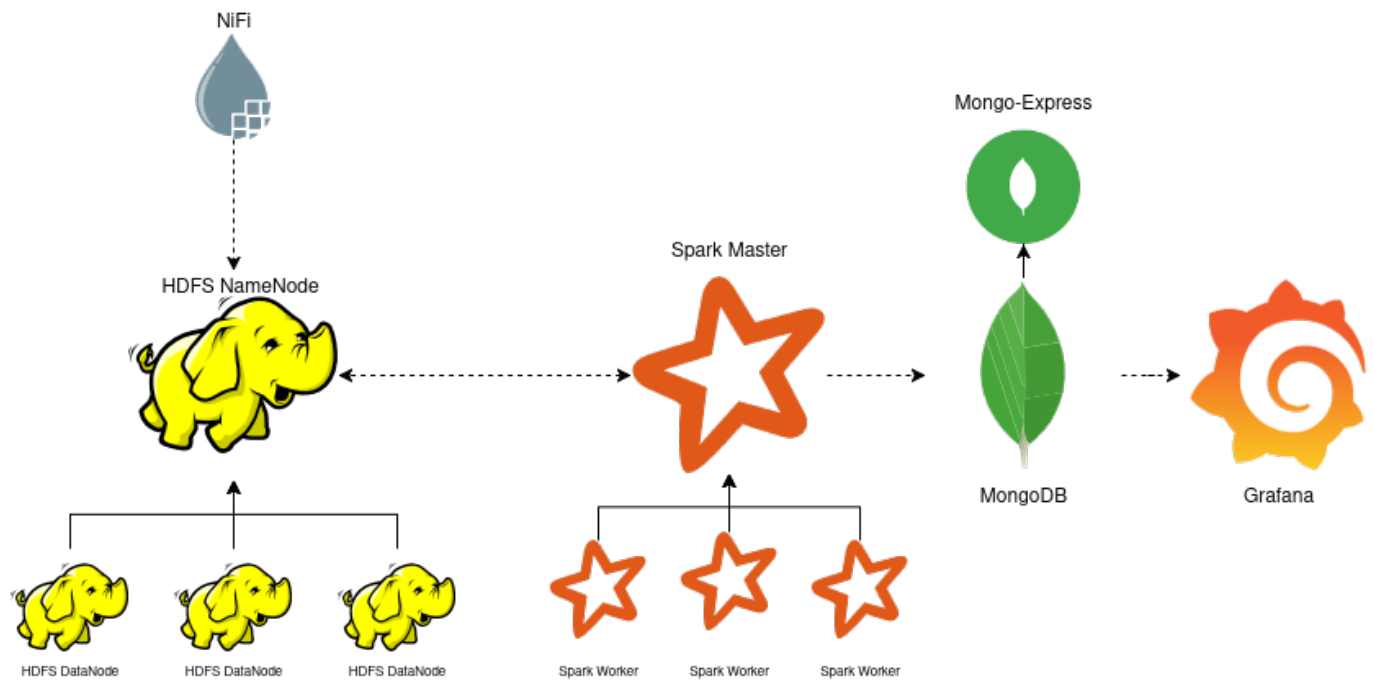 NiFi
Mongo-Express
Spark Master
HDFS NameNode
MongoDB
Grafana
HDFS DataNode
HDFS DataNode
HDFS DataNode
Spark Worker
Spark Worker
Spark Worker